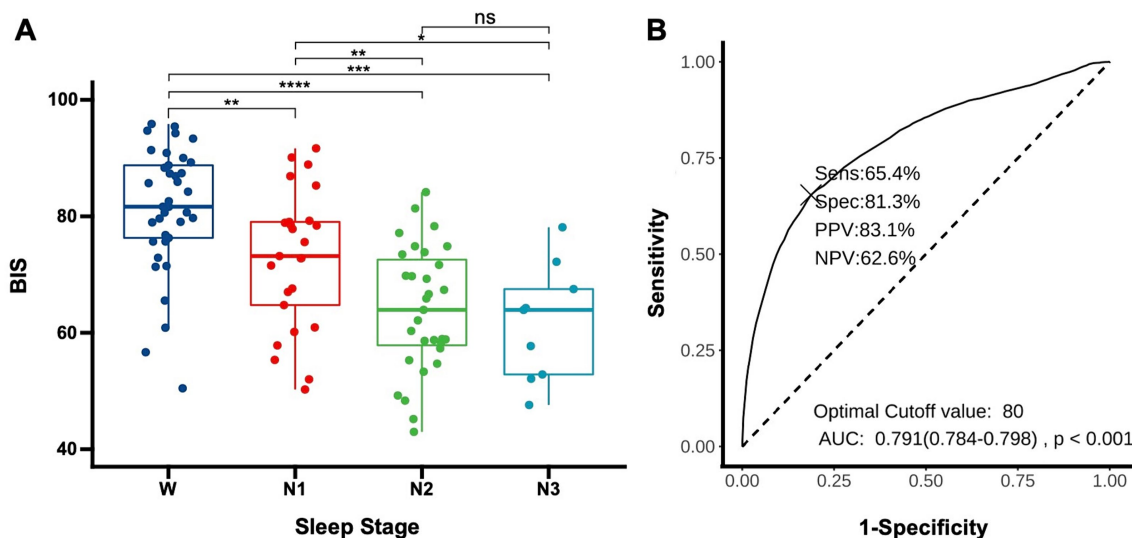 A
ns
*
**
***
****
**
100
80
60
40
BIS
W N1 N2 N3
Sleep Stage
B
1.00
0.75
0.50
0.25
0.00
Sensitivity
Sens:65.4%
Spec:81.3%
PPV:83.1%
NPV:62.6%
Optimal Cutoff value: 80
AUC: 0.791(0.784-0.798) , p < 0.001
0.00 0.25 0.50 0.75 1.00
1-Specificity